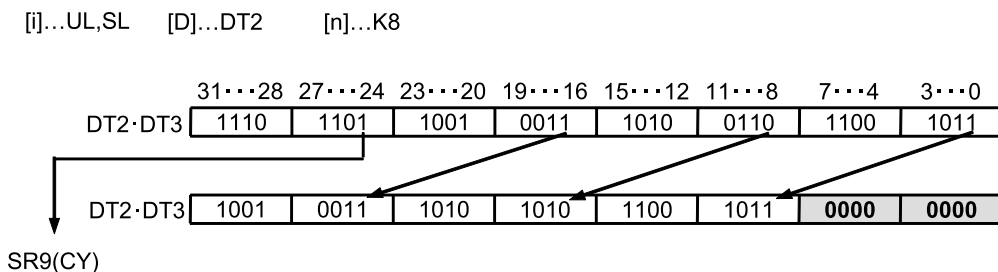 [i]...UL,SL [D]...DT2 [n]...K8
31···28 27···24 23···20 19···16 15···12 11···8 7···4 3···0
DT2·DT3 1110 1101 1001 0011 1010 0110 1100 1011
DT2·DT3 1001 0011 1010 1010 1100 1011 0000 0000
SR9(CY)